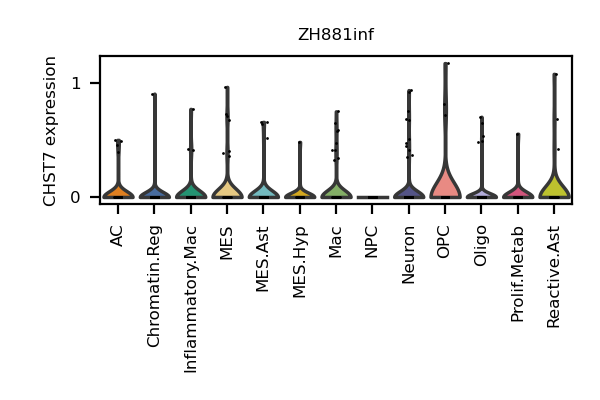 ZH881inf
CHST7 expression
1
0
AC
Chromatin.Reg
Inflammatory.Mac
MES
MES.Ast
MES.Hyp
Mac
NPC
Neuron
OPC
Oligo
Prolif.Metab
Reactive.Ast